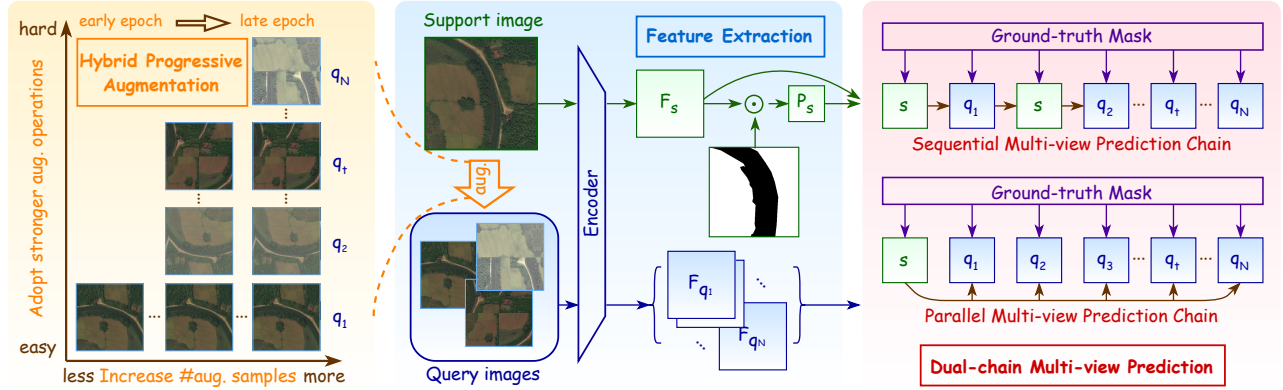 early epoch late epoch
hard
Hybrid Progressive
Augmentation
Adopt stronger aug. operations
q_N
q_t
q_2
q_1
easy
less Increase #aug. samples more
Support image
Feature Extraction
F_s
P_s
aug.
Encoder
F_q1
F_qN
Query images
Ground-truth Mask
s q_1 s q_2 q_t q_N
Sequential Multi-view Prediction Chain
Ground-truth Mask
s q_1 q_2 q_3 q_t q_N
Parallel Multi-view Prediction Chain
Dual-chain Multi-view Prediction